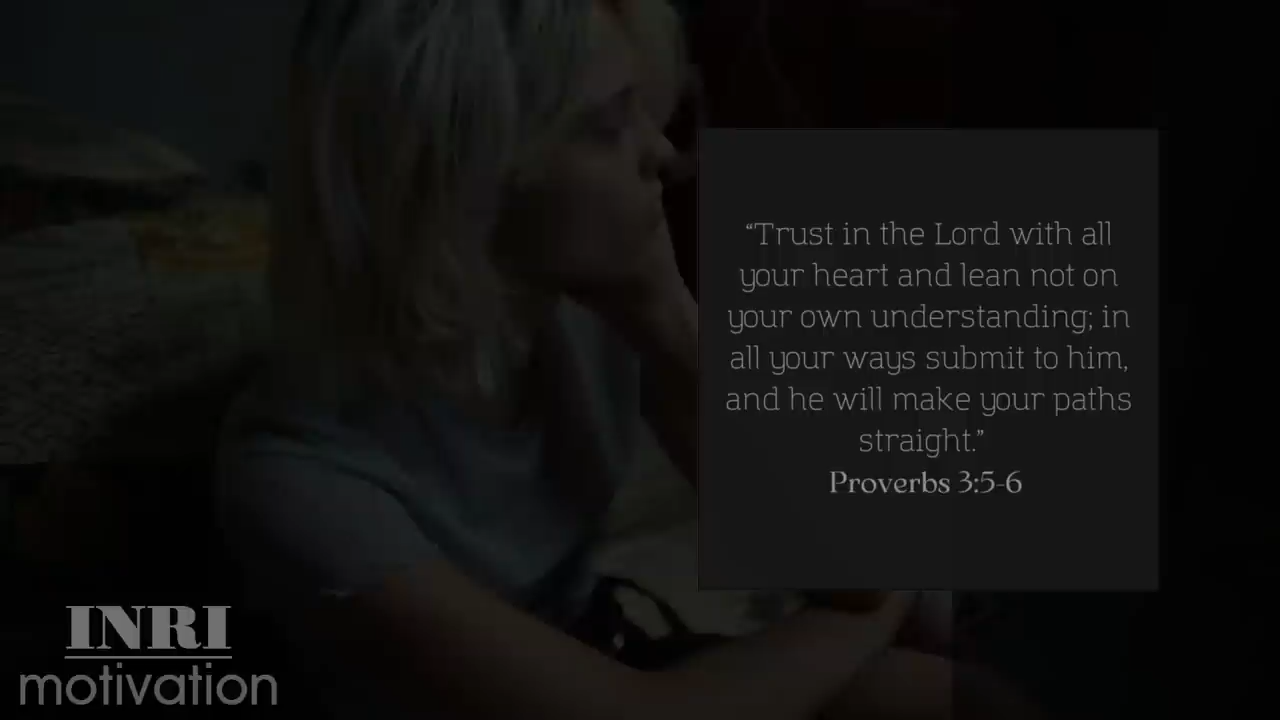 “Trust in the Lord with all
your heart and lean not on
your own understanding; in
all your ways submit to him,
and he will make your paths
straight.”
Proverbs 3:5-6
INRI
motivation